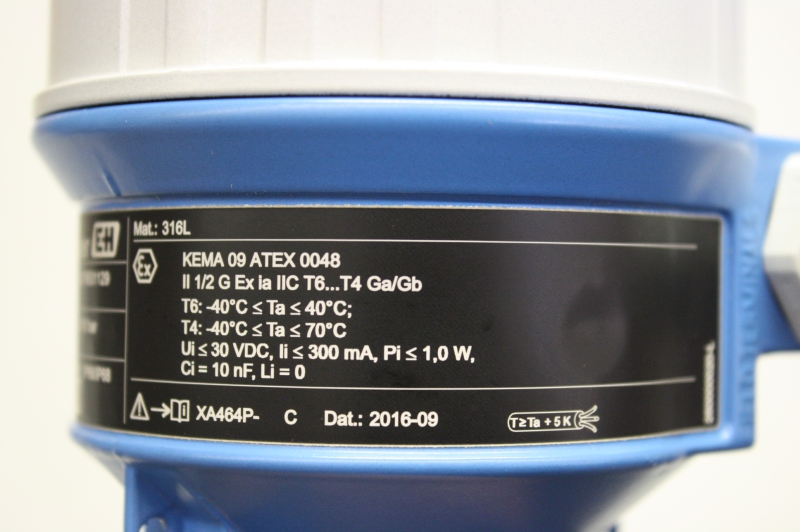 Mat.: 316L
E+H
Ex
KEMA 09 ATEX 0048
II 1/2 G Ex ia IIC T6...T4 Ga/Gb
T6: -40°C ≤ Ta ≤ 40°C;
T4: -40°C ≤ Ta ≤ 70°C
Ui ≤ 30 VDC, Ii ≤ 300 mA, Pi ≤ 1,0 W,
Ci = 10 nF, Li = 0
XA464P- C Dat.: 2016-09
T≥Ta + 5 K